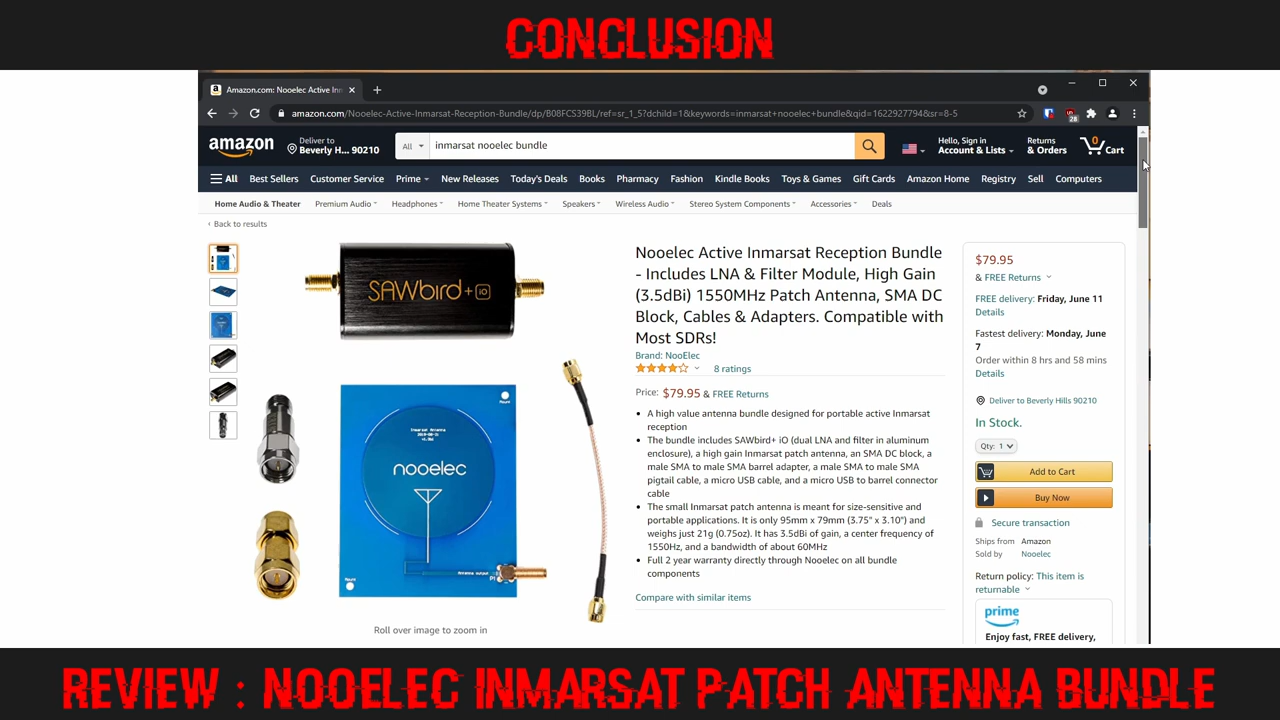 CONCLUSION
Amazon.com: Nooelec Active Inm
amazon.com/Nooelec-Active-Inmarsat-Reception-Bundle/dp/B08FCS39BL/ref=sr_1_5?dchild=1&keywords=inmarsat+nooelec+bundle&qid=1622927794&sr=8-5
28
amazon
Deliver to
Beverly H... 90210
All
inmarsat nooelec bundle
Hello, Sign in
Account & Lists
Returns
& Orders
0
Cart
All Best Sellers Customer Service Prime New Releases Today's Deals Books Pharmacy Fashion Kindle Books Toys & Games Gift Cards Amazon Home Registry Sell Computers
Home Audio & Theater Premium Audio Headphones Home Theater Systems Speakers Wireless Audio Stereo System Components Accessories Deals
‹ Back to results
SAWbird+ iO
Inmarsat Antenna
nooelec
Antenna output
Roll over image to zoom in
Nooelec Active Inmarsat Reception Bundle
- Includes LNA & Filter Module, High Gain
(3.5dBi) 1550MHz Patch Antenna, SMA DC
Block, Cables & Adapters. Compatible with
Most SDRs!
Brand: NooElec
8 ratings
Price: $79.95 & FREE Returns
• A high value antenna bundle designed for portable active Inmarsat
reception
• The bundle includes SAWbird+ iO (dual LNA and filter in aluminum
enclosure), a high gain Inmarsat patch antenna, an SMA DC block, a
male SMA to male SMA barrel adapter, a male SMA to male SMA
pigtail cable, a micro USB cable, and a micro USB to barrel connector
cable
• The small Inmarsat patch antenna is meant for size-sensitive and
portable applications. It is only 95mm x 79mm (3.75" x 3.10") and
weighs just 21g (0.75oz). It has 3.5dBi of gain, a center frequency of
1550Hz, and a bandwidth of about 60MHz
• Full 2 year warranty directly through Nooelec on all bundle
components
Compare with similar items
$79.95
& FREE Returns
FREE delivery: Friday, June 11
Details
Fastest delivery: Monday, June
7
Order within 8 hrs and 58 mins
Details
Deliver to Beverly Hills 90210
In Stock.
Qty: 1
Add to Cart
Buy Now
Secure transaction
Ships from Amazon
Sold by Nooelec
Return policy: This item is
returnable
prime
Enjoy fast, FREE delivery,
REVIEW : NOOELEC INMARSAT PATCH ANTENNA BUNDLE